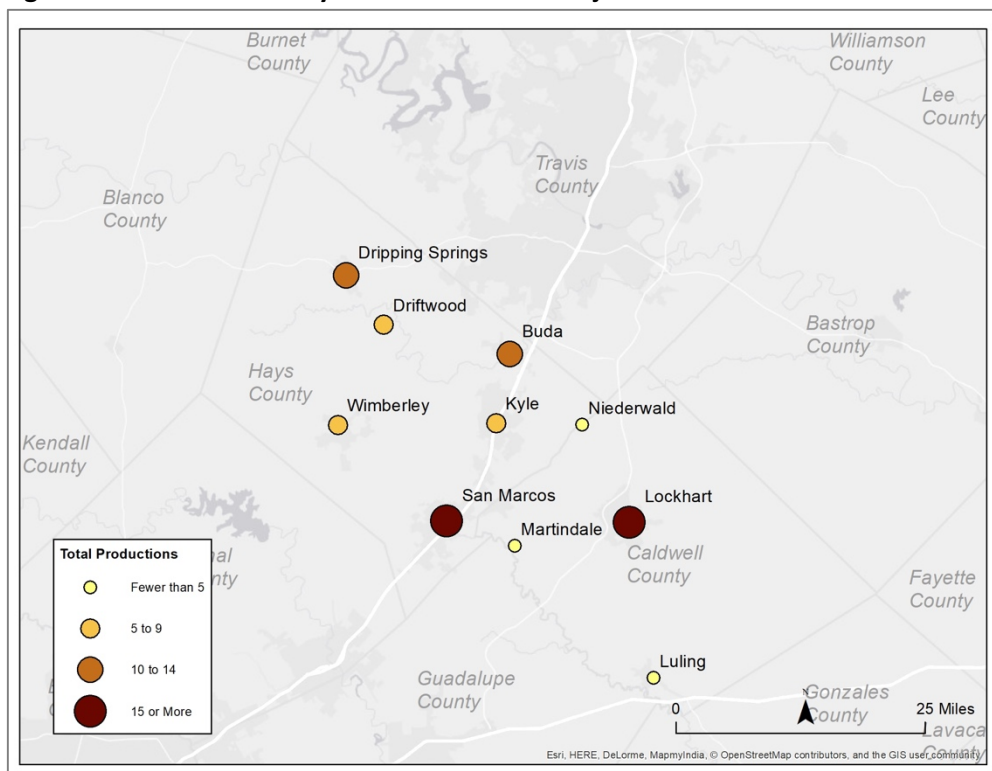 Burnet
County
Williamson
County
Lee
County
Travis
County
Blanco
County
Dripping Springs
Driftwood
Buda
Bastrop
County
Hays
County
Wimberley
Kyle
Niederwald
Kendall
County
San Marcos
Lockhart
Martindale
Caldwell
County
Fayette
County
Total Productions
Fewer than 5
5 to 9
10 to 14
15 or More
Luling
Guadalupe
County
N
Gonzales
County
0
25 Miles
Lavaca
County
Esri, HERE, DeLorme, MapmyIndia, © OpenStreetMap contributors, and the GIS user community